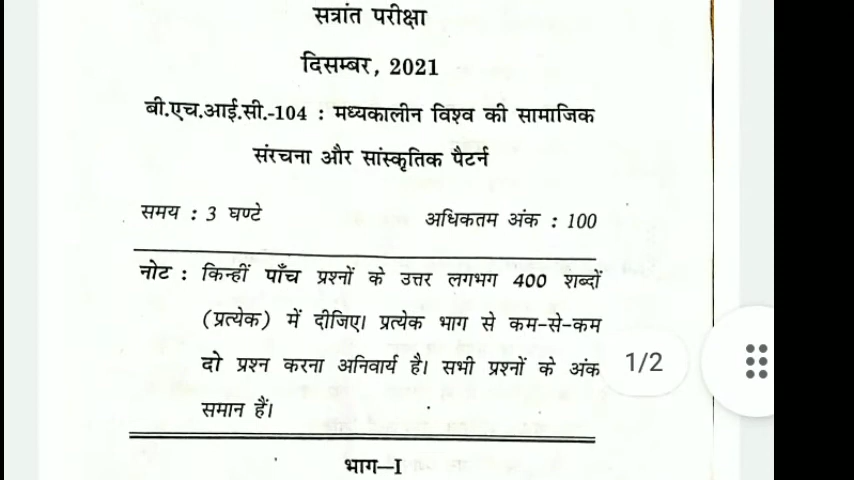 सत्रांत परीक्षा
दिसम्बर, 2021
बी.एच.आई.सी.-104 : मध्यकालीन विश्व की सामाजिक
संरचना और सांस्कृतिक पैटर्न
समय : 3 घण्टे अधिकतम अंक : 100
नोट : किन्हीं पाँच प्रश्नों के उत्तर लगभग 400 शब्दों
(प्रत्येक) में दीजिए। प्रत्येक भाग से कम-से-कम
दो प्रश्न करना अनिवार्य है। सभी प्रश्नों के अंक
समान हैं।
1/2
भाग—I